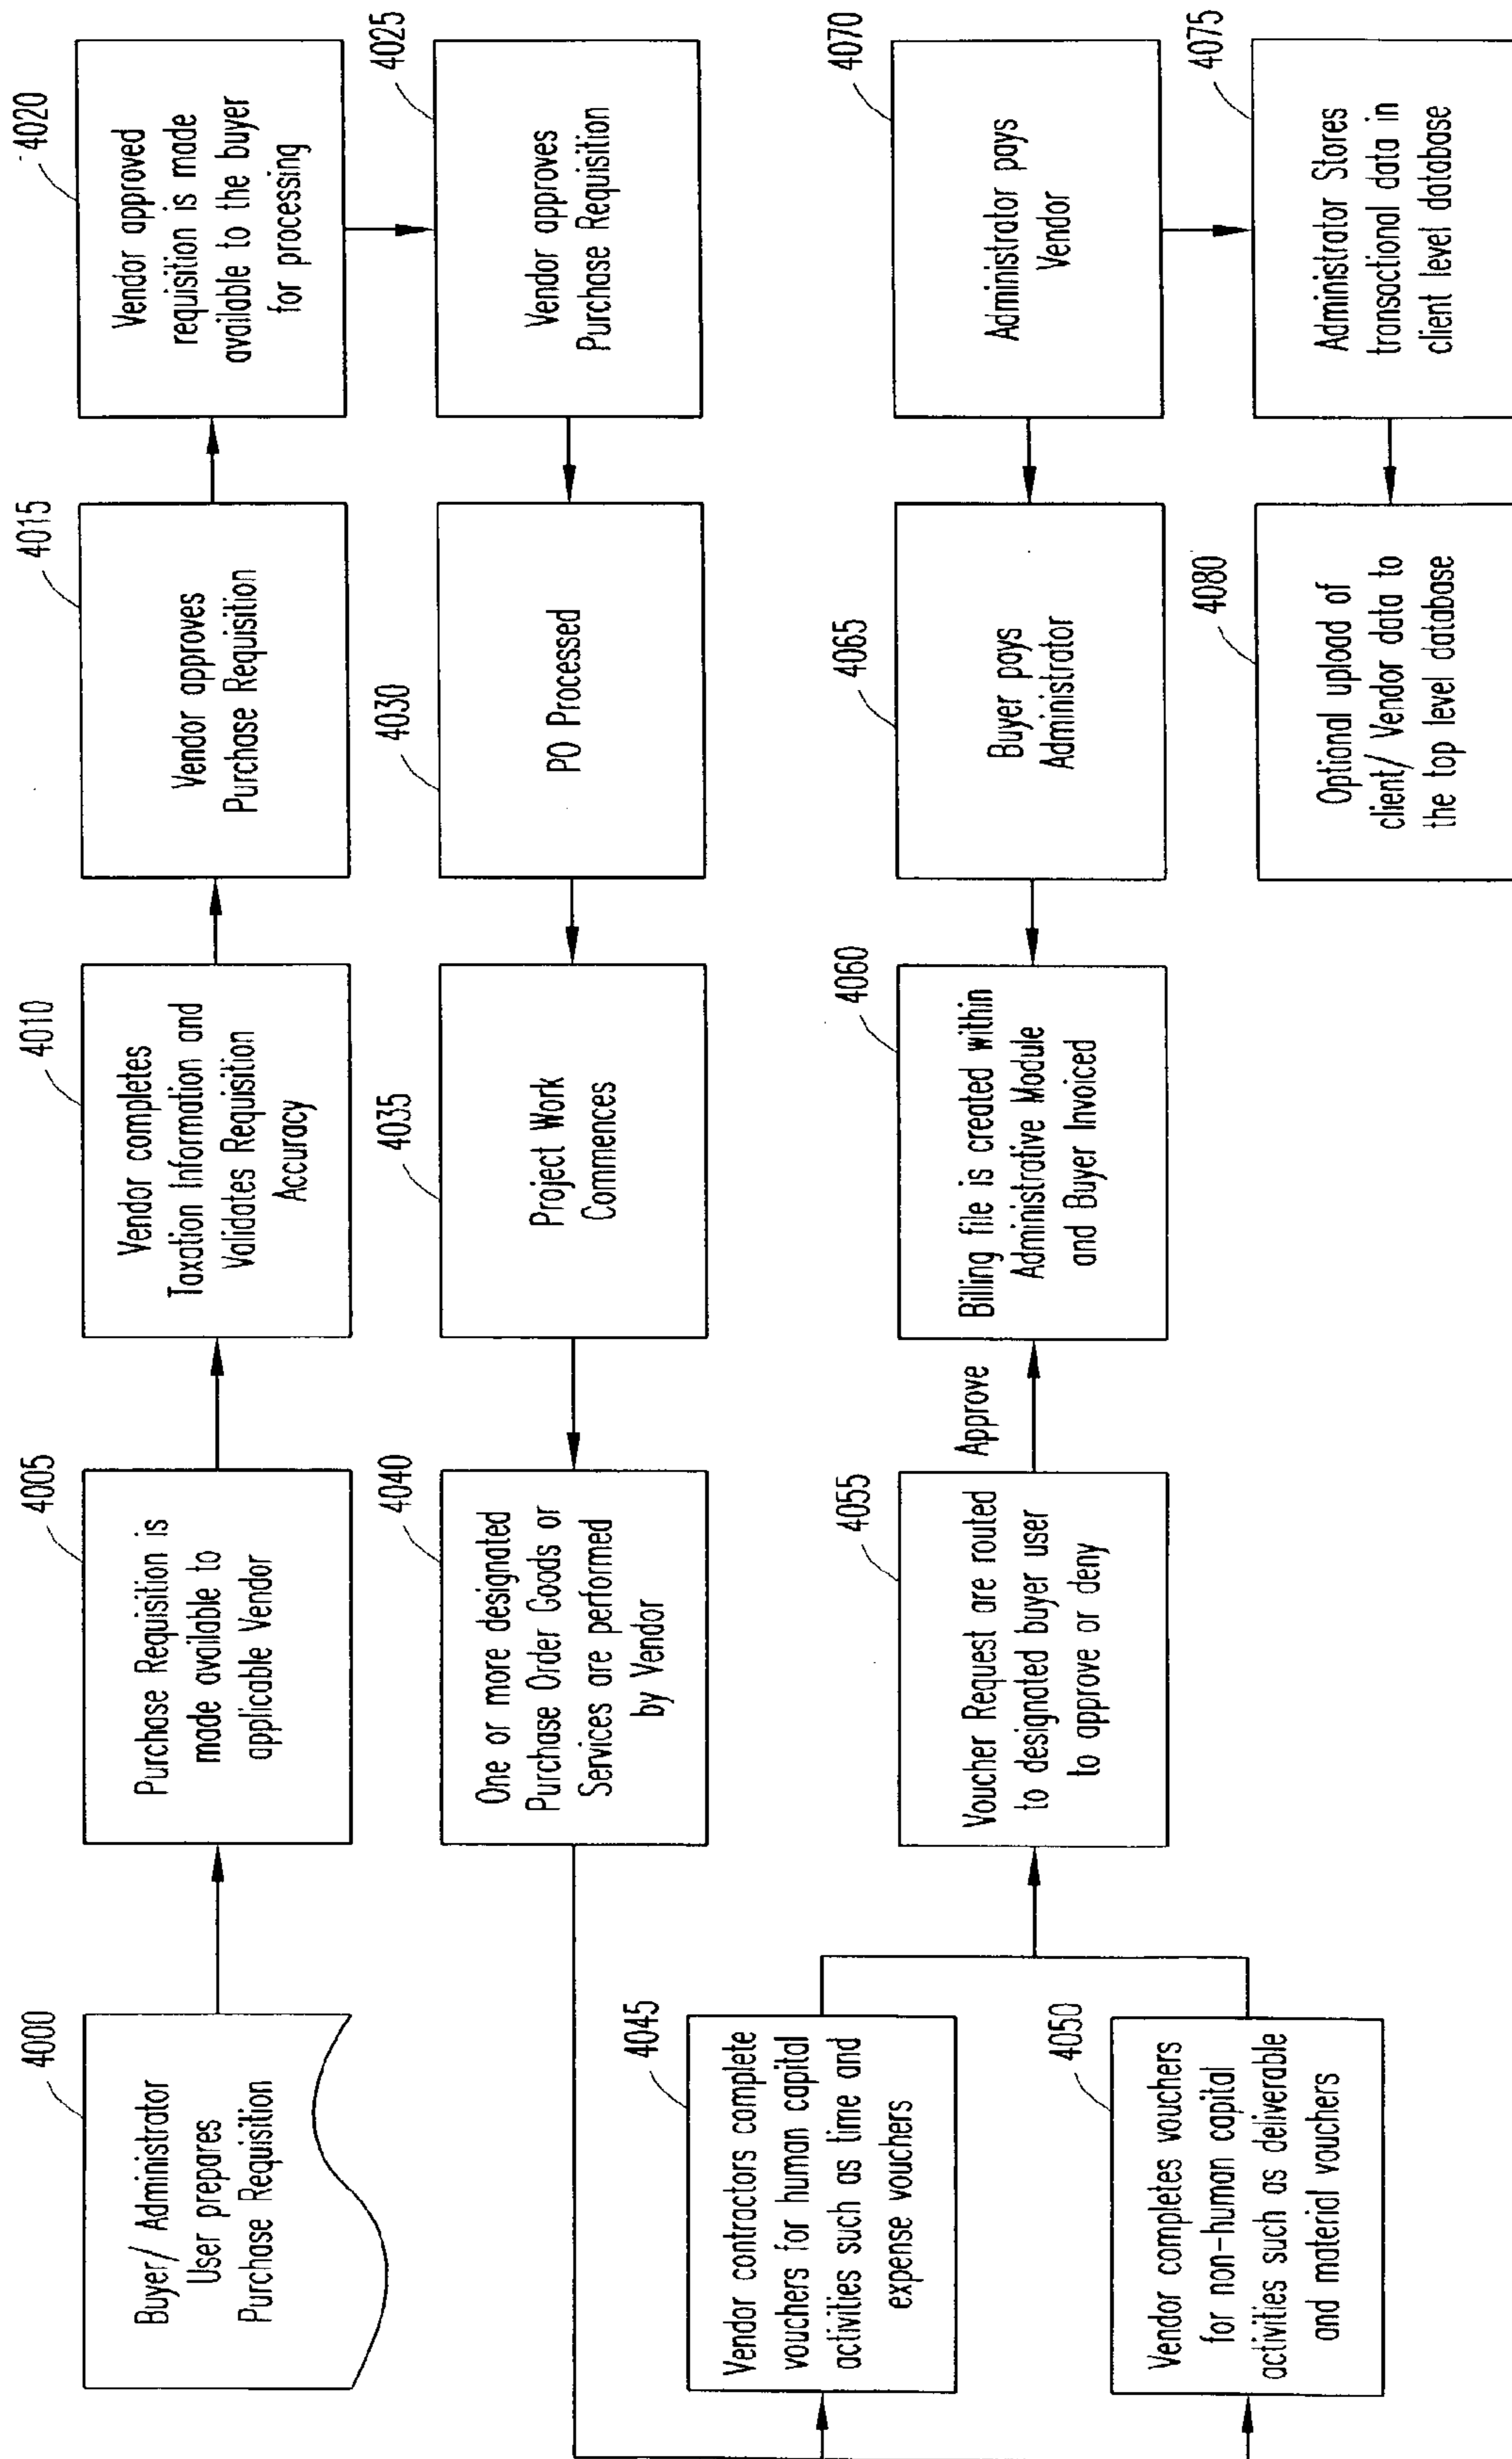 4000
Buyer/ Administrator
User prepares
Purchase Requisition
4005
Purchase Requisition is
made available to
applicable Vendor
4010
Vendor completes
Taxation Information and
Validates Requisition
Accuracy
4015
Vendor approves
Purchase Requisition
4020
Vendor approved
requisition is made
available to the buyer
for processing
4025
Vendor approves
Purchase Requisition
4030
PO Processed
4035
Project Work
Commences
4040
One or more designated
Purchase Order Goods or
Services are performed
by Vendor
4045
Vendor contractors complete
vouchers for human capital
activities such as time and
expense vouchers
4050
Vendor completes vouchers
for non-human capital
activities such as deliverable
and material vouchers
4055
Voucher Request are routed
to designated buyer user
to approve or deny
Approve
4060
Billing file is created within
Administrative Module
and Buyer Invoiced
4065
Buyer pays
Administrator
4070
Administrator pays
Vendor
4075
Administrator Stores
transactional data in
client level database
4080
Optional upload of
client/ Vendor data to
the top level database